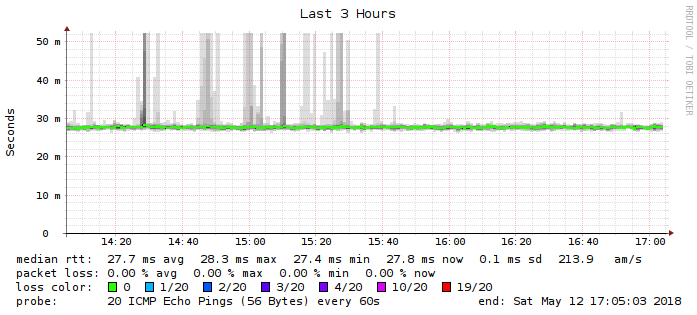 Last 3 Hours
RRDTOOL / TOBI OETIKER
Seconds
50 m
40 m
30 m
20 m
10 m
0
14:20 14:40 15:00 15:20 15:40 16:00 16:20 16:40 17:00
median rtt: 27.7 ms avg 28.3 ms max 27.4 ms min 27.8 ms now 0.1 ms sd 213.9 am/s
packet loss: 0.00 % avg 0.00 % max 0.00 % min 0.00 % now
loss color: 0 1/20 2/20 3/20 4/20 10/20 19/20
probe: 20 ICMP Echo Pings (56 Bytes) every 60s end: Sat May 12 17:05:03 2018